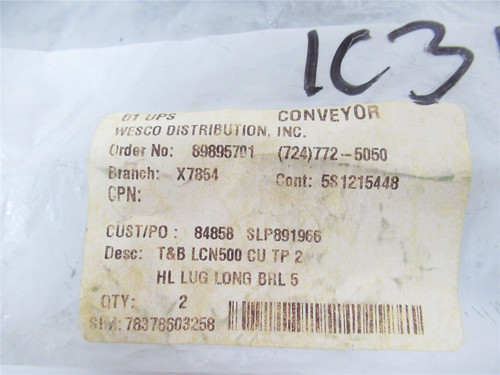 1C3
01 UPS CONVEYOR
WESCO DISTRIBUTION, INC.
Order No: 89895701 (724)772-5050
Branch: X7854 Cont: 5S1215448
CPN:
CUST/PO: 84858 SLP891966
Desc: T&B LCN500 CU TP 2
HL LUG LONG BRL 5
QTY: 2
SIM: 78378603258